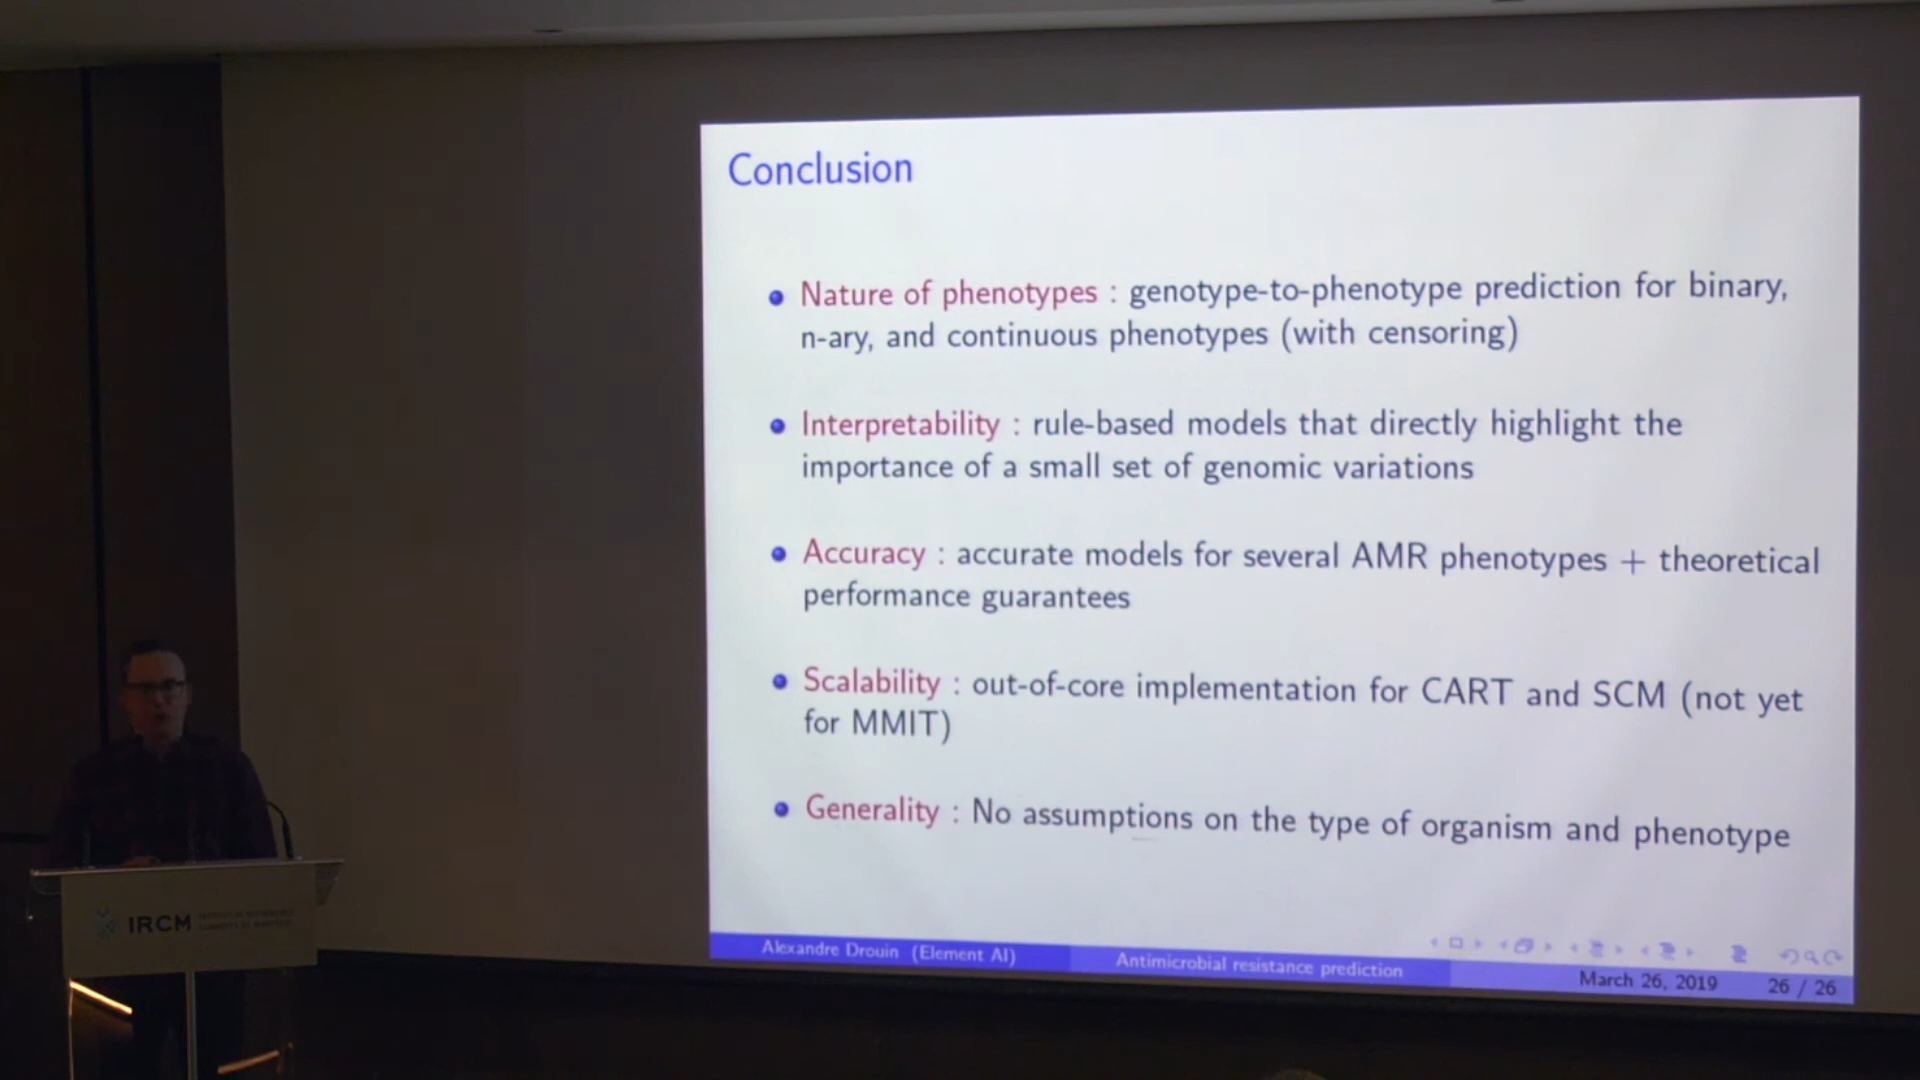 Conclusion
Nature of phenotypes : genotype-to-phenotype prediction for binary,
n-ary, and continuous phenotypes (with censoring)
Interpretability : rule-based models that directly highlight the
importance of a small set of genomic variations
Accuracy : accurate models for several AMR phenotypes + theoretical
performance guarantees
Scalability : out-of-core implementation for CART and SCM (not yet
for MMIT)
Generality : No assumptions on the type of organism and phenotype
Alexandre Drouin (Element AI)
Antimicrobial resistance prediction
March 26, 2019
26 / 26
IRCM